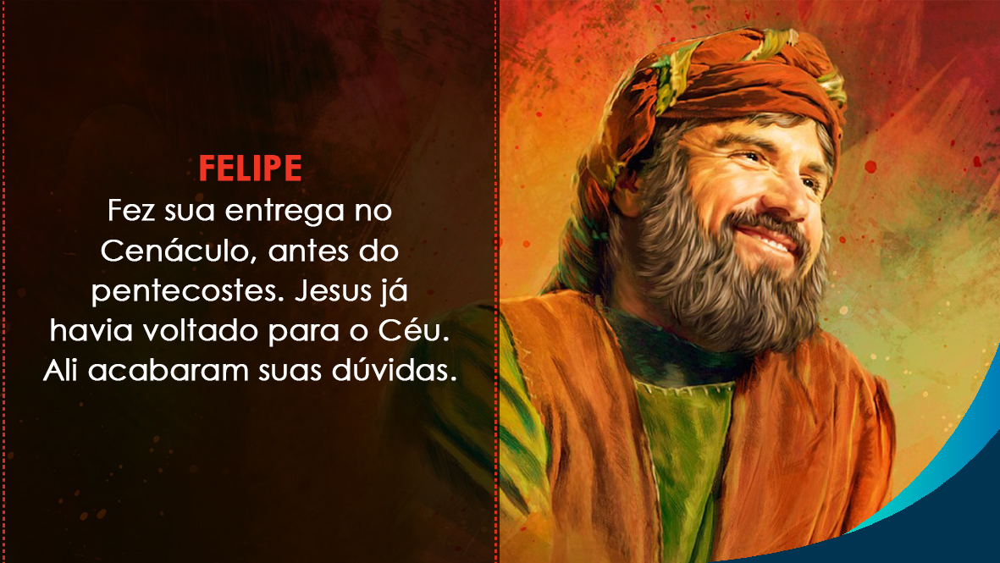 FELIPE
Fez sua entrega no
Cenáculo, antes do
pentecostes. Jesus já
havia voltado para o Céu.
Ali acabaram suas dúvidas.